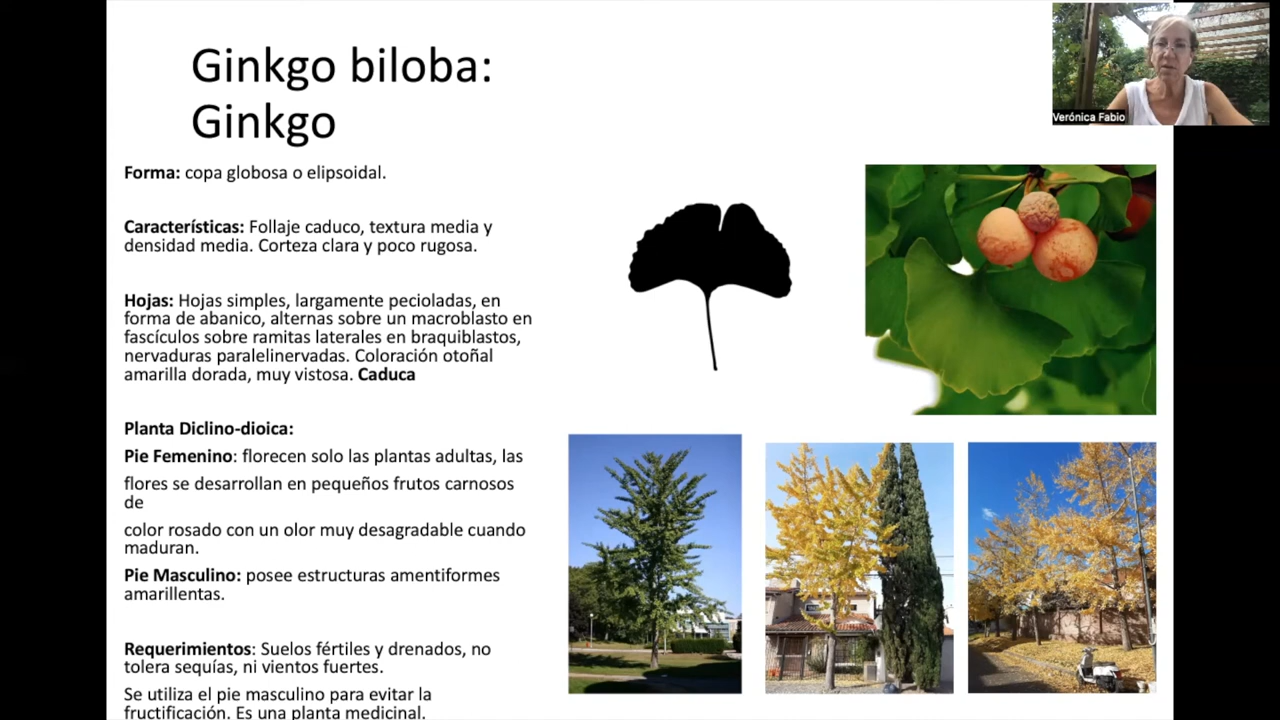 Ginkgo biloba:
Ginkgo
Verónica Fabio
Forma: copa globosa o elipsoidal.
Características: Follaje caduco, textura media y
densidad media. Corteza clara y poco rugosa.
Hojas: Hojas simples, largamente pecioladas, en
forma de abanico, alternas sobre un macroblasto en
fascículos sobre ramitas laterales en braquiblastos,
nervaduras paralelinervadas. Coloración otoñal
amarilla dorada, muy vistosa. Caduca
Planta Diclino-dioica:
Pie Femenino: florecen solo las plantas adultas, las
flores se desarrollan en pequeños frutos carnosos
de
color rosado con un olor muy desagradable cuando
maduran.
Pie Masculino: posee estructuras amentiformes
amarillentas.
Requerimientos: Suelos fértiles y drenados, no
tolera sequías, ni vientos fuertes.
Se utiliza el pie masculino para evitar la
fructificación. Es una planta medicinal.